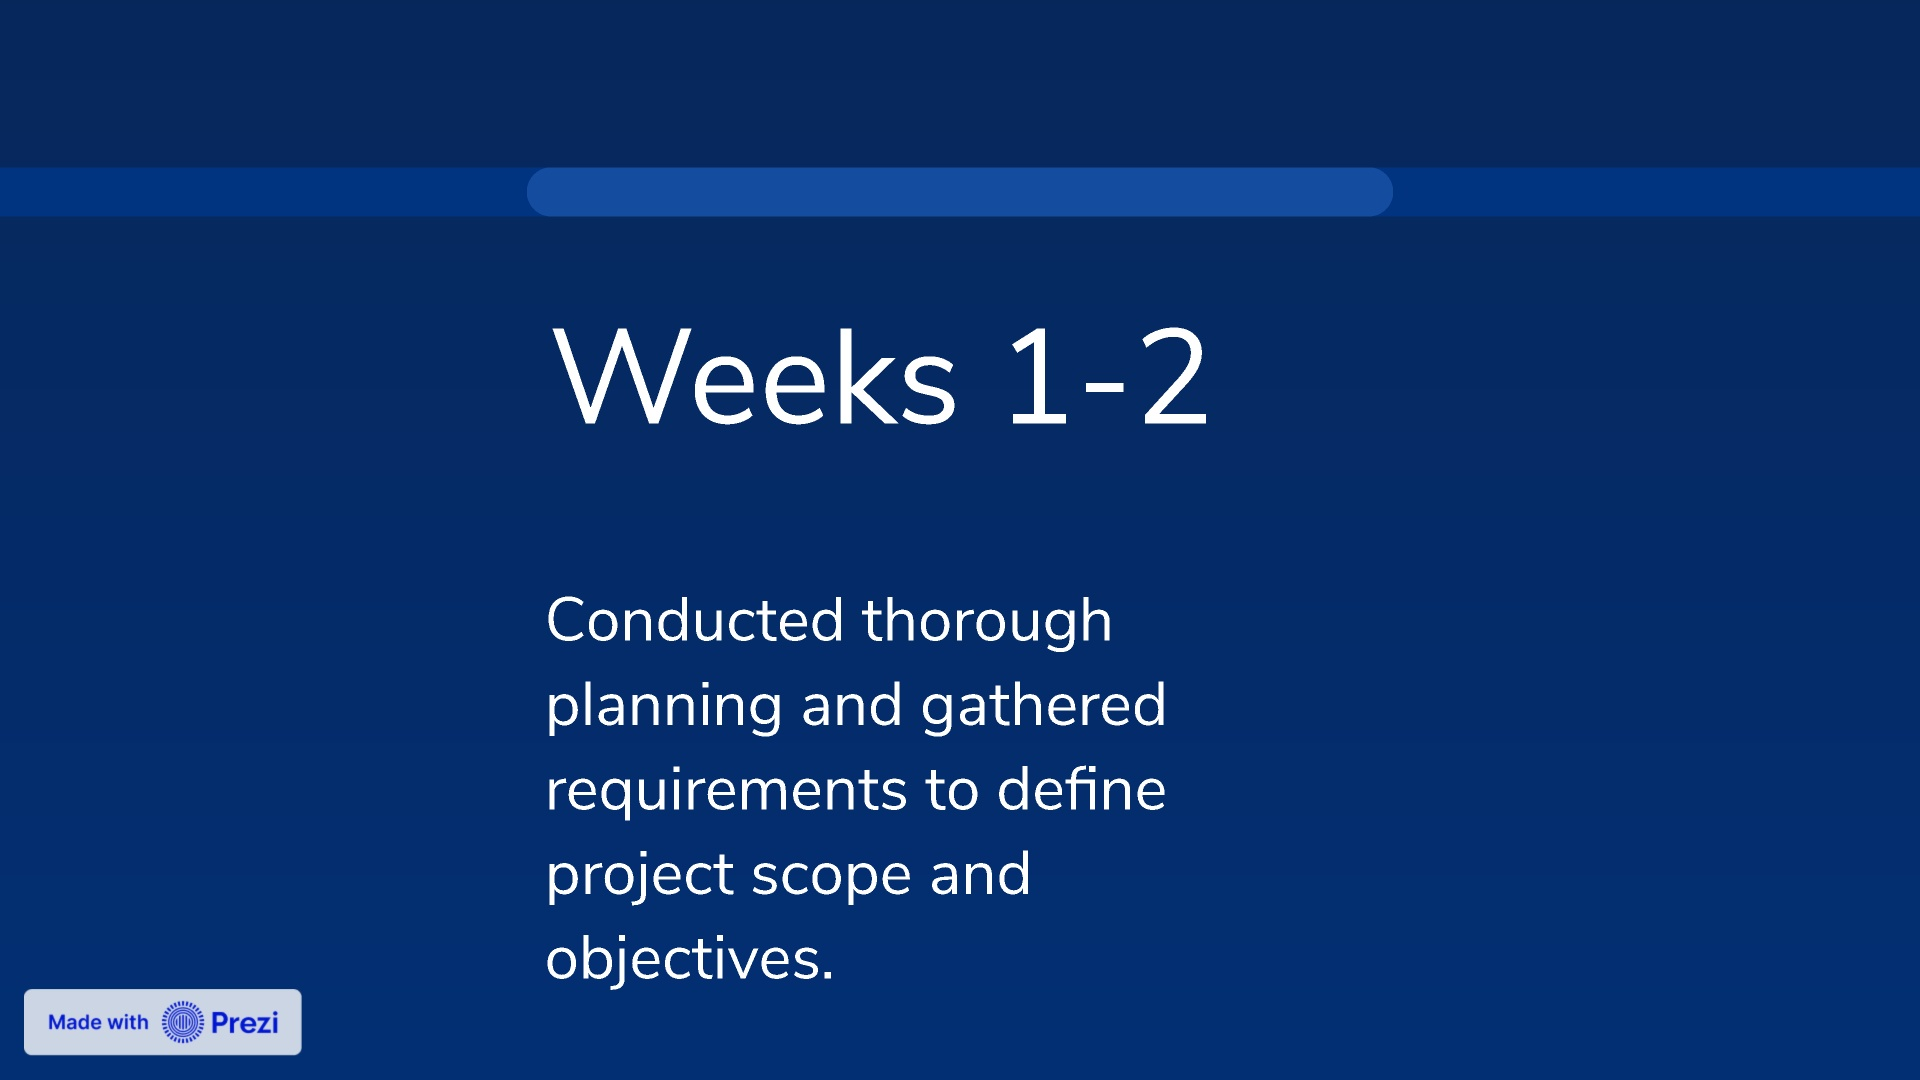 Weeks 1-2
Conducted thorough
planning and gathered
requirements to define
project scope and
objectives.
Made with Prezi